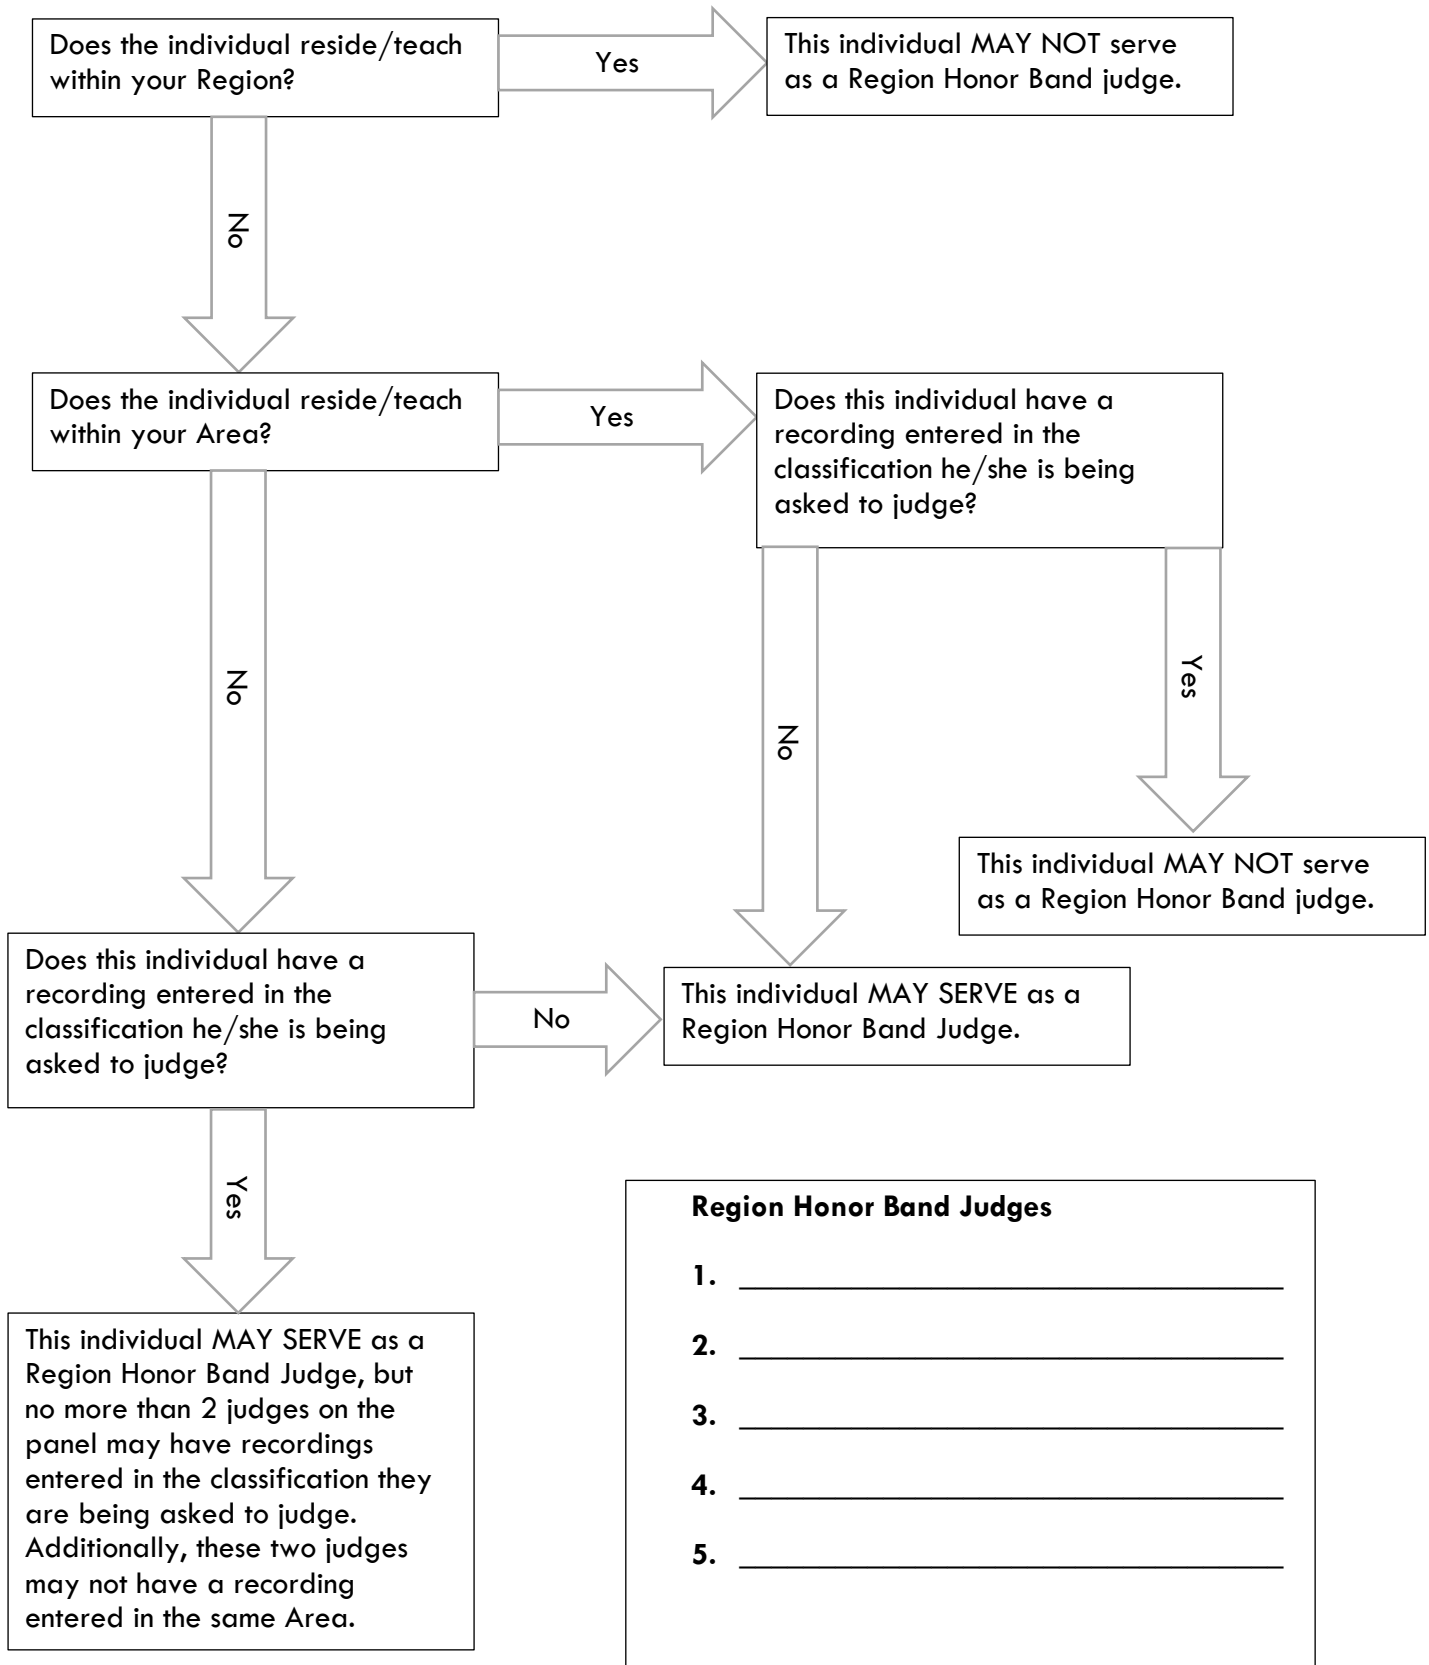 Does the individual reside/teach
within your Region?
Yes
This individual MAY NOT serve
as a Region Honor Band judge.
No
Does the individual reside/teach
within your Area?
Yes
Does this individual have a
recording entered in the
classification he/she is being
asked to judge?
No
No
Yes
This individual MAY NOT serve
as a Region Honor Band judge.
Does this individual have a
recording entered in the
classification he/she is being
asked to judge?
No
This individual MAY SERVE as a
Region Honor Band Judge.
Yes
This individual MAY SERVE as a
Region Honor Band Judge, but
no more than 2 judges on the
panel may have recordings
entered in the classification they
are being asked to judge.
Additionally, these two judges
may not have a recording
entered in the same Area.
Region Honor Band Judges
1.
2.
3.
4.
5.